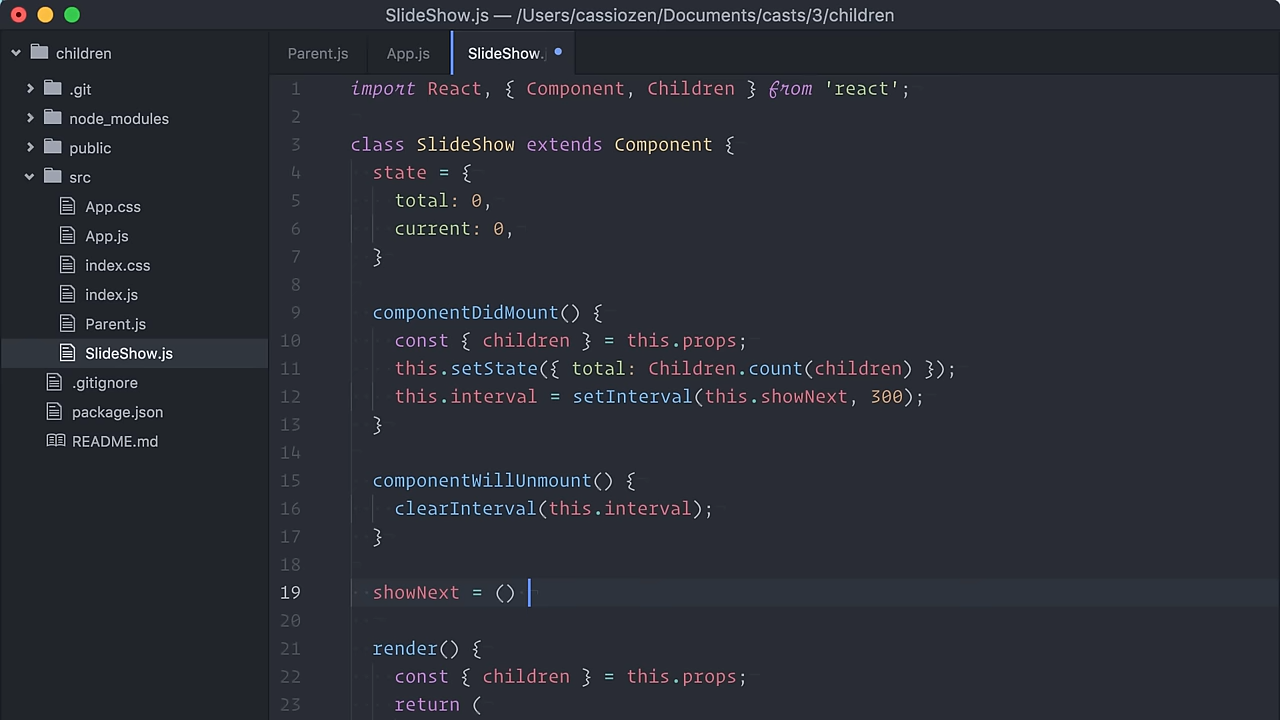 SlideShow.js — /Users/cassiozen/Documents/casts/3/children
children
.git
node_modules
public
src
App.css
App.js
index.css
index.js
Parent.js
SlideShow.js
.gitignore
package.json
README.md
Parent.js App.js SlideShow.
1 import React, { Component, Children } from 'react';
2
3 class SlideShow extends Component {
4 state = {
5 total: 0,
6 current: 0,
7 }
8
9 componentDidMount() {
10 const { children } = this.props;
11 this.setState({ total: Children.count(children) });
12 this.interval = setInterval(this.showNext, 300);
13 }
14
15 componentWillUnmount() {
16 clearInterval(this.interval);
17 }
18
19 showNext = ()
20
21 render() {
22 const { children } = this.props;
23 return (